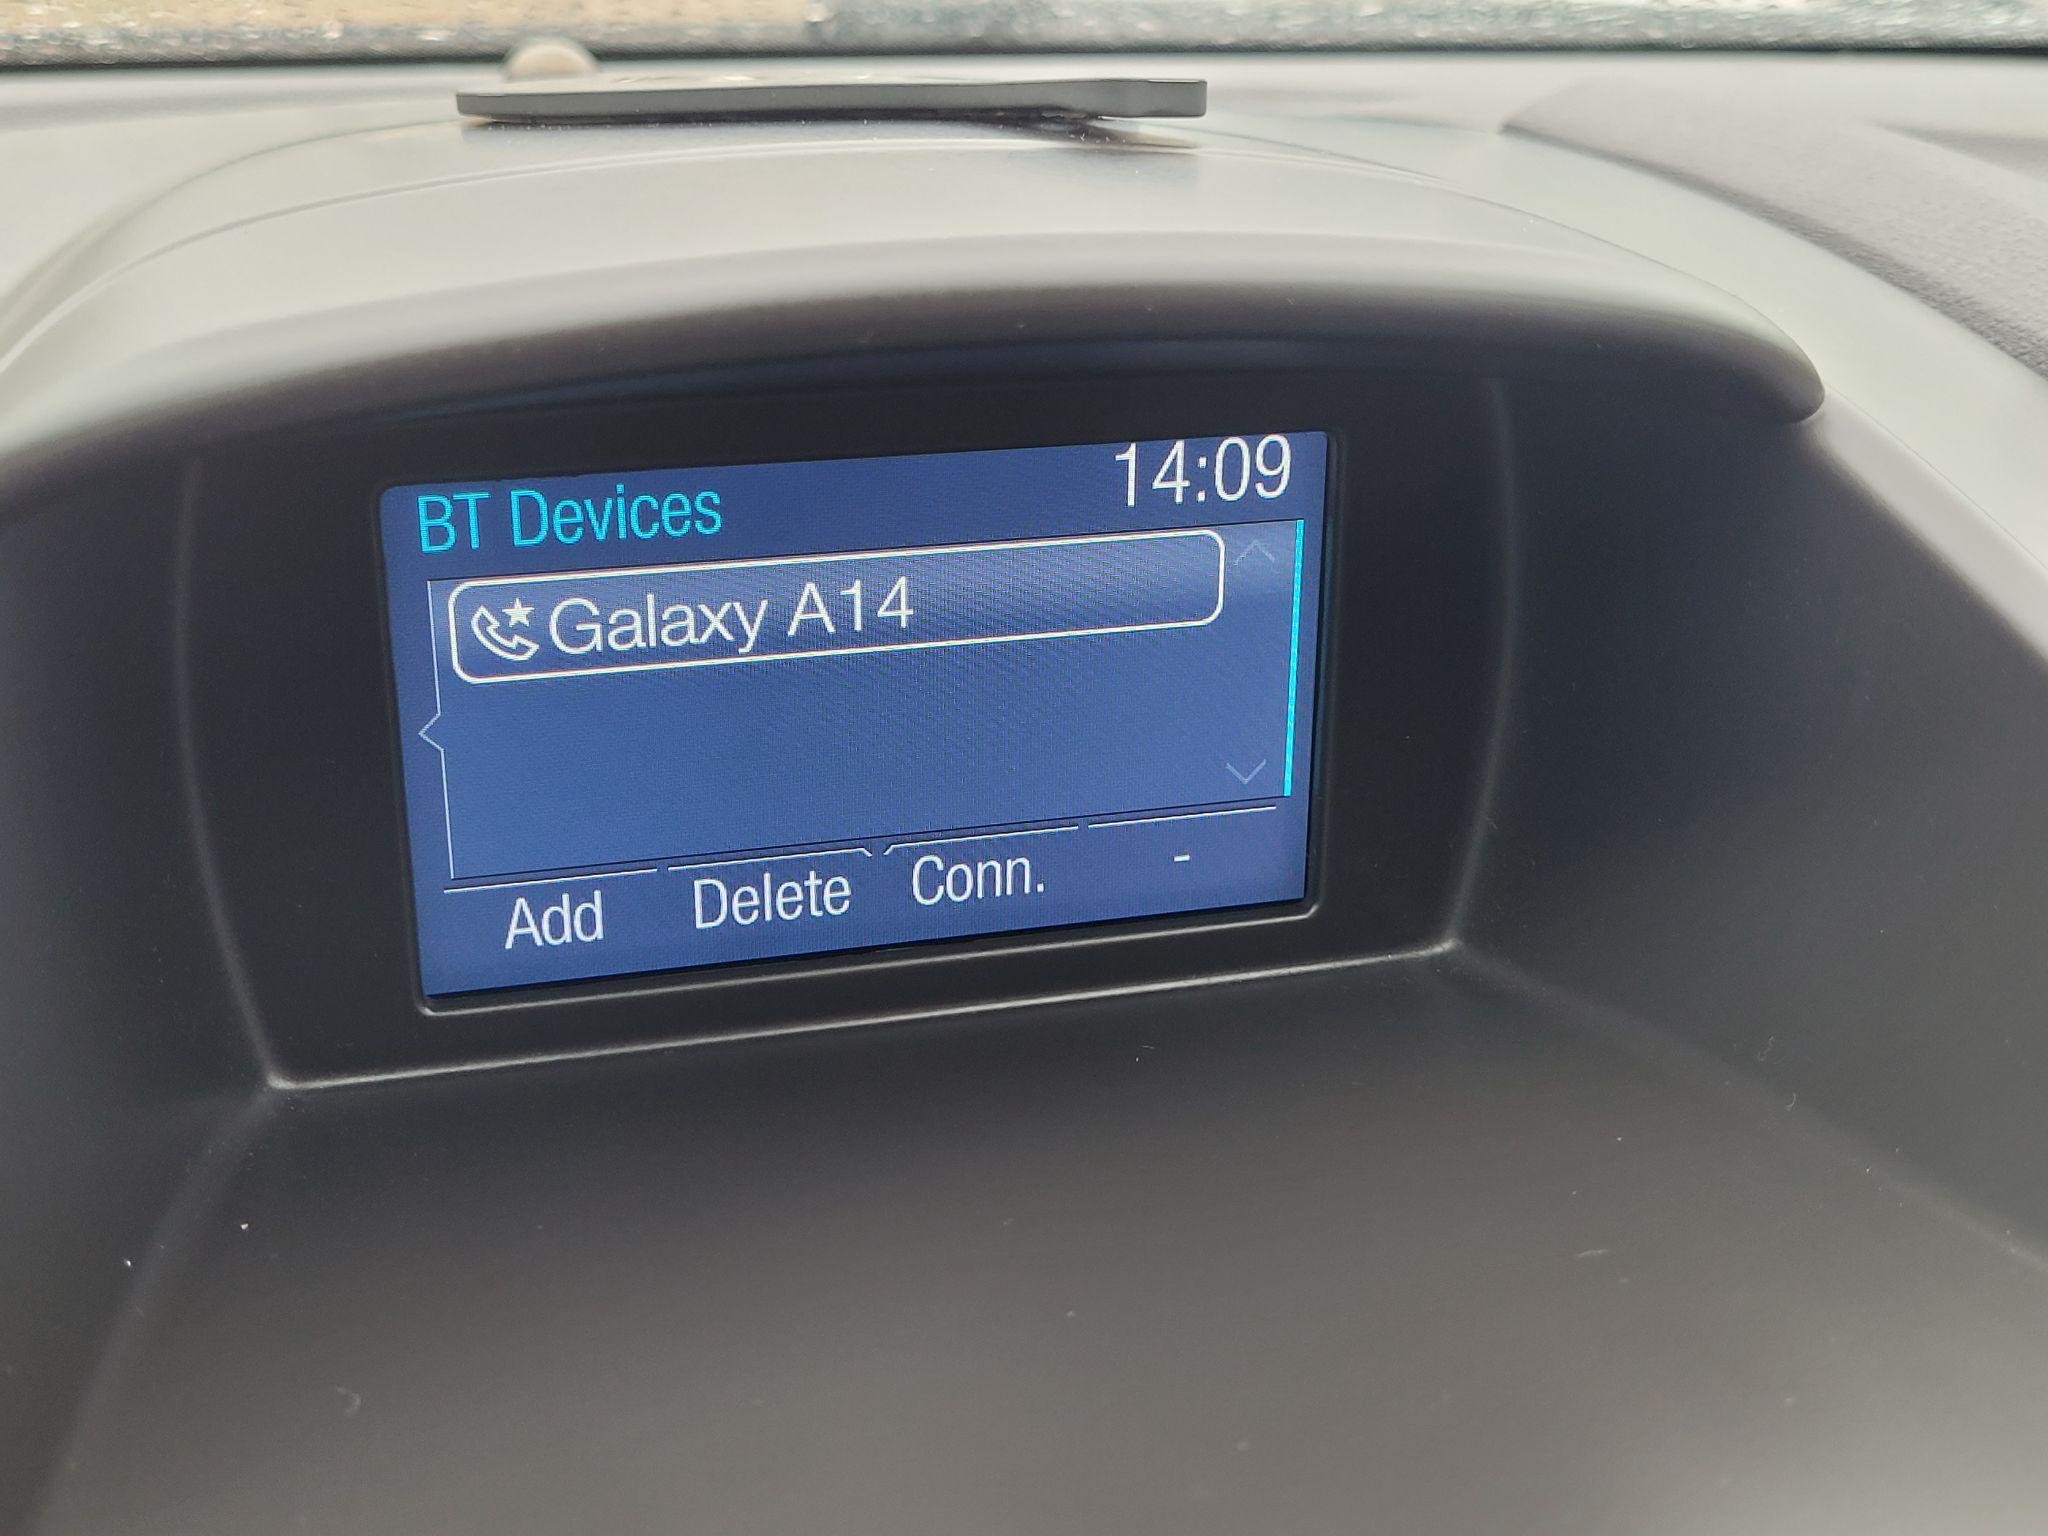 BT Devices
14:09
Galaxy A14
Add
Delete
Conn.
-